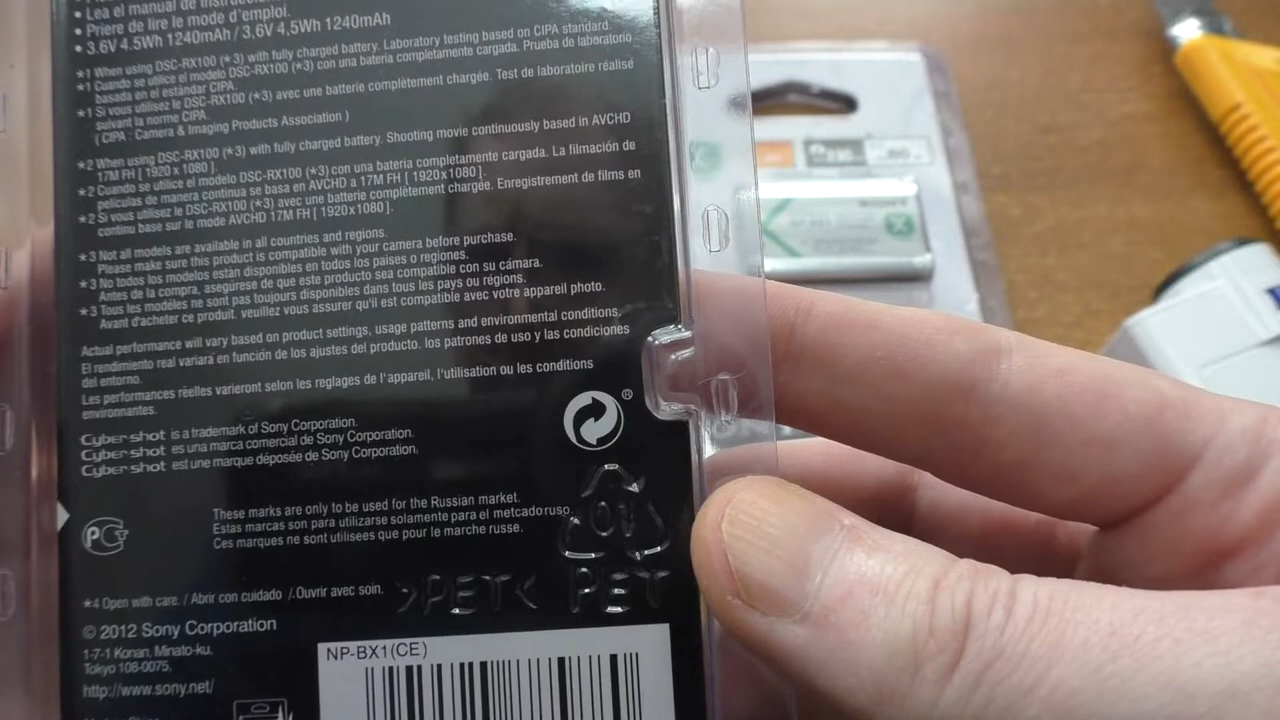 • Lea el manual de instrucciones.
• Priere de lire le mode d'emploi.
• 3.6V 4.5Wh 1240mAh / 3,6V 4,5Wh 1240mAh
*1 When using DSC-RX100 (*3) with fully charged battery. Laboratory testing based on CIPA standard
*1 Cuando se utilice el modelo DSC-RX100 (*3) con una bateria completamente cargada. Prueba de laboratorio
basada en el estándar CIPA.
*1 Si vous utilisez le DSC-RX100 (*3) avec une batterie complètement chargée. Test de laboratoire réalisé
suivant la norme CIPA.
( CIPA : Camera & Imaging Products Association )
*2 When using DSC-RX100 (*3) with fully charged battery. Shooting movie continuously based in AVCHD
17M FH [ 1920 x 1080 ].
*2 Cuando se utilice el modelo DSC-RX100 (*3) con una bateria completamente cargada. La filmación de
películas de manera continua se basa en AVCHD a 17M FH [ 1920x1080 ].
*2 Si vous utilisez le DSC-RX100 (*3) avec une batterie complètement chargée. Enregistrement de films en
continu base sur le mode AVCHD 17M FH [ 1920x1080 ].
*3 Not all models are available in all countries and regions.
Please make sure this product is compatible with your camera before purchase.
*3 No todos los modelos están disponibles en todos los paises o regiones.
Antes de la compra, asegúrese de que este producto sea compatible con su cámara.
*3 Tous les modéles ne sont pas toujours disponibles dans tous les pays ou régions.
Avant d'acheter ce produit. veuillez vous assurer qu'il est compatible avec votre appareil photo.
Actual performance will vary based on product settings, usage patterns and environmental conditions.
El rendimiento real variará en función de los ajustes del producto. los patrones de uso y las condiciones
del entorno.
Les performances réelles varieront selon les reglages de l'appareil, l'utilisation ou les conditions
environnantes.
Cyber shot is a trademark of Sony Corporation.
Cyber shot es una marca comercial de Sony Corporation.
Cyber shot est une marque déposée de Sony Corporation.
®
These marks are only to be used for the Russian market.
Estas marcas son para utilizarse solamente para el metcado ruso.
Ces marques ne sont utilisees que pour le marche russe.
01
>PET< PET
*4 Open with care. / Abrir con cuidado /.Ouvrir avec soin.
© 2012 Sony Corporation
1-7-1 Konan, Minato-ku,
Tokyo 108-0075,
http://www.sony.net/
NP-BX1(CE)